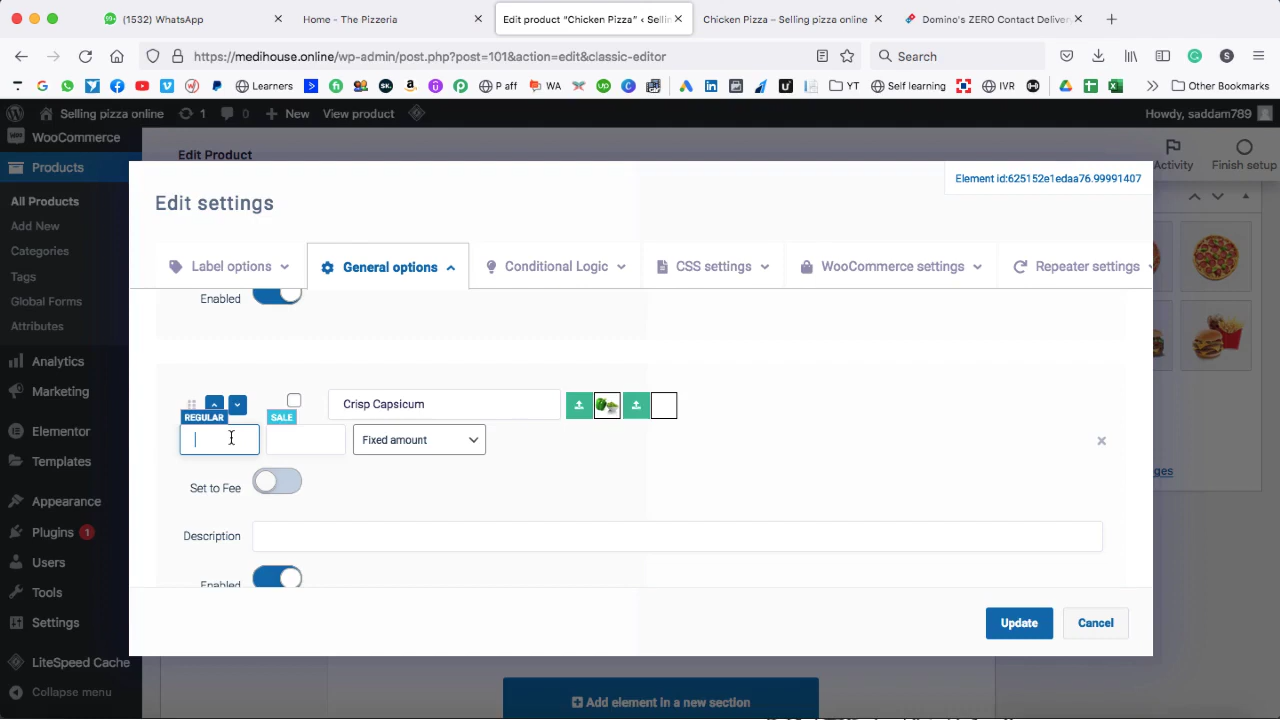 (1532) WhatsApp
Home - The Pizzeria
Edit product “Chicken Pizza” ‹ Sellin
Chicken Pizza – Selling pizza online
Domino's ZERO Contact Delivery
https://medihouse.online/wp-admin/post.php?post=101&action=edit&classic-editor
Search
Learners
P aff
WA
YT
Self learning
IVR
Other Bookmarks
Selling pizza online
1
0
New
View product
Howdy, saddam789
WooCommerce
Products
All Products
Add New
Categories
Tags
Global Forms
Attributes
Analytics
Marketing
Elementor
Templates
Appearance
Plugins 1
Users
Tools
Settings
LiteSpeed Cache
Collapse menu
Edit Product
Activity
Finish setup
Element id:625152e1edaa76.99991407
Edit settings
Label options
General options
Conditional Logic
CSS settings
WooCommerce settings
Repeater settings
Enabled
Crisp Capsicum
REGULAR
SALE
Fixed amount
Set to Fee
Description
Enabled
Update
Cancel
Add element in a new section